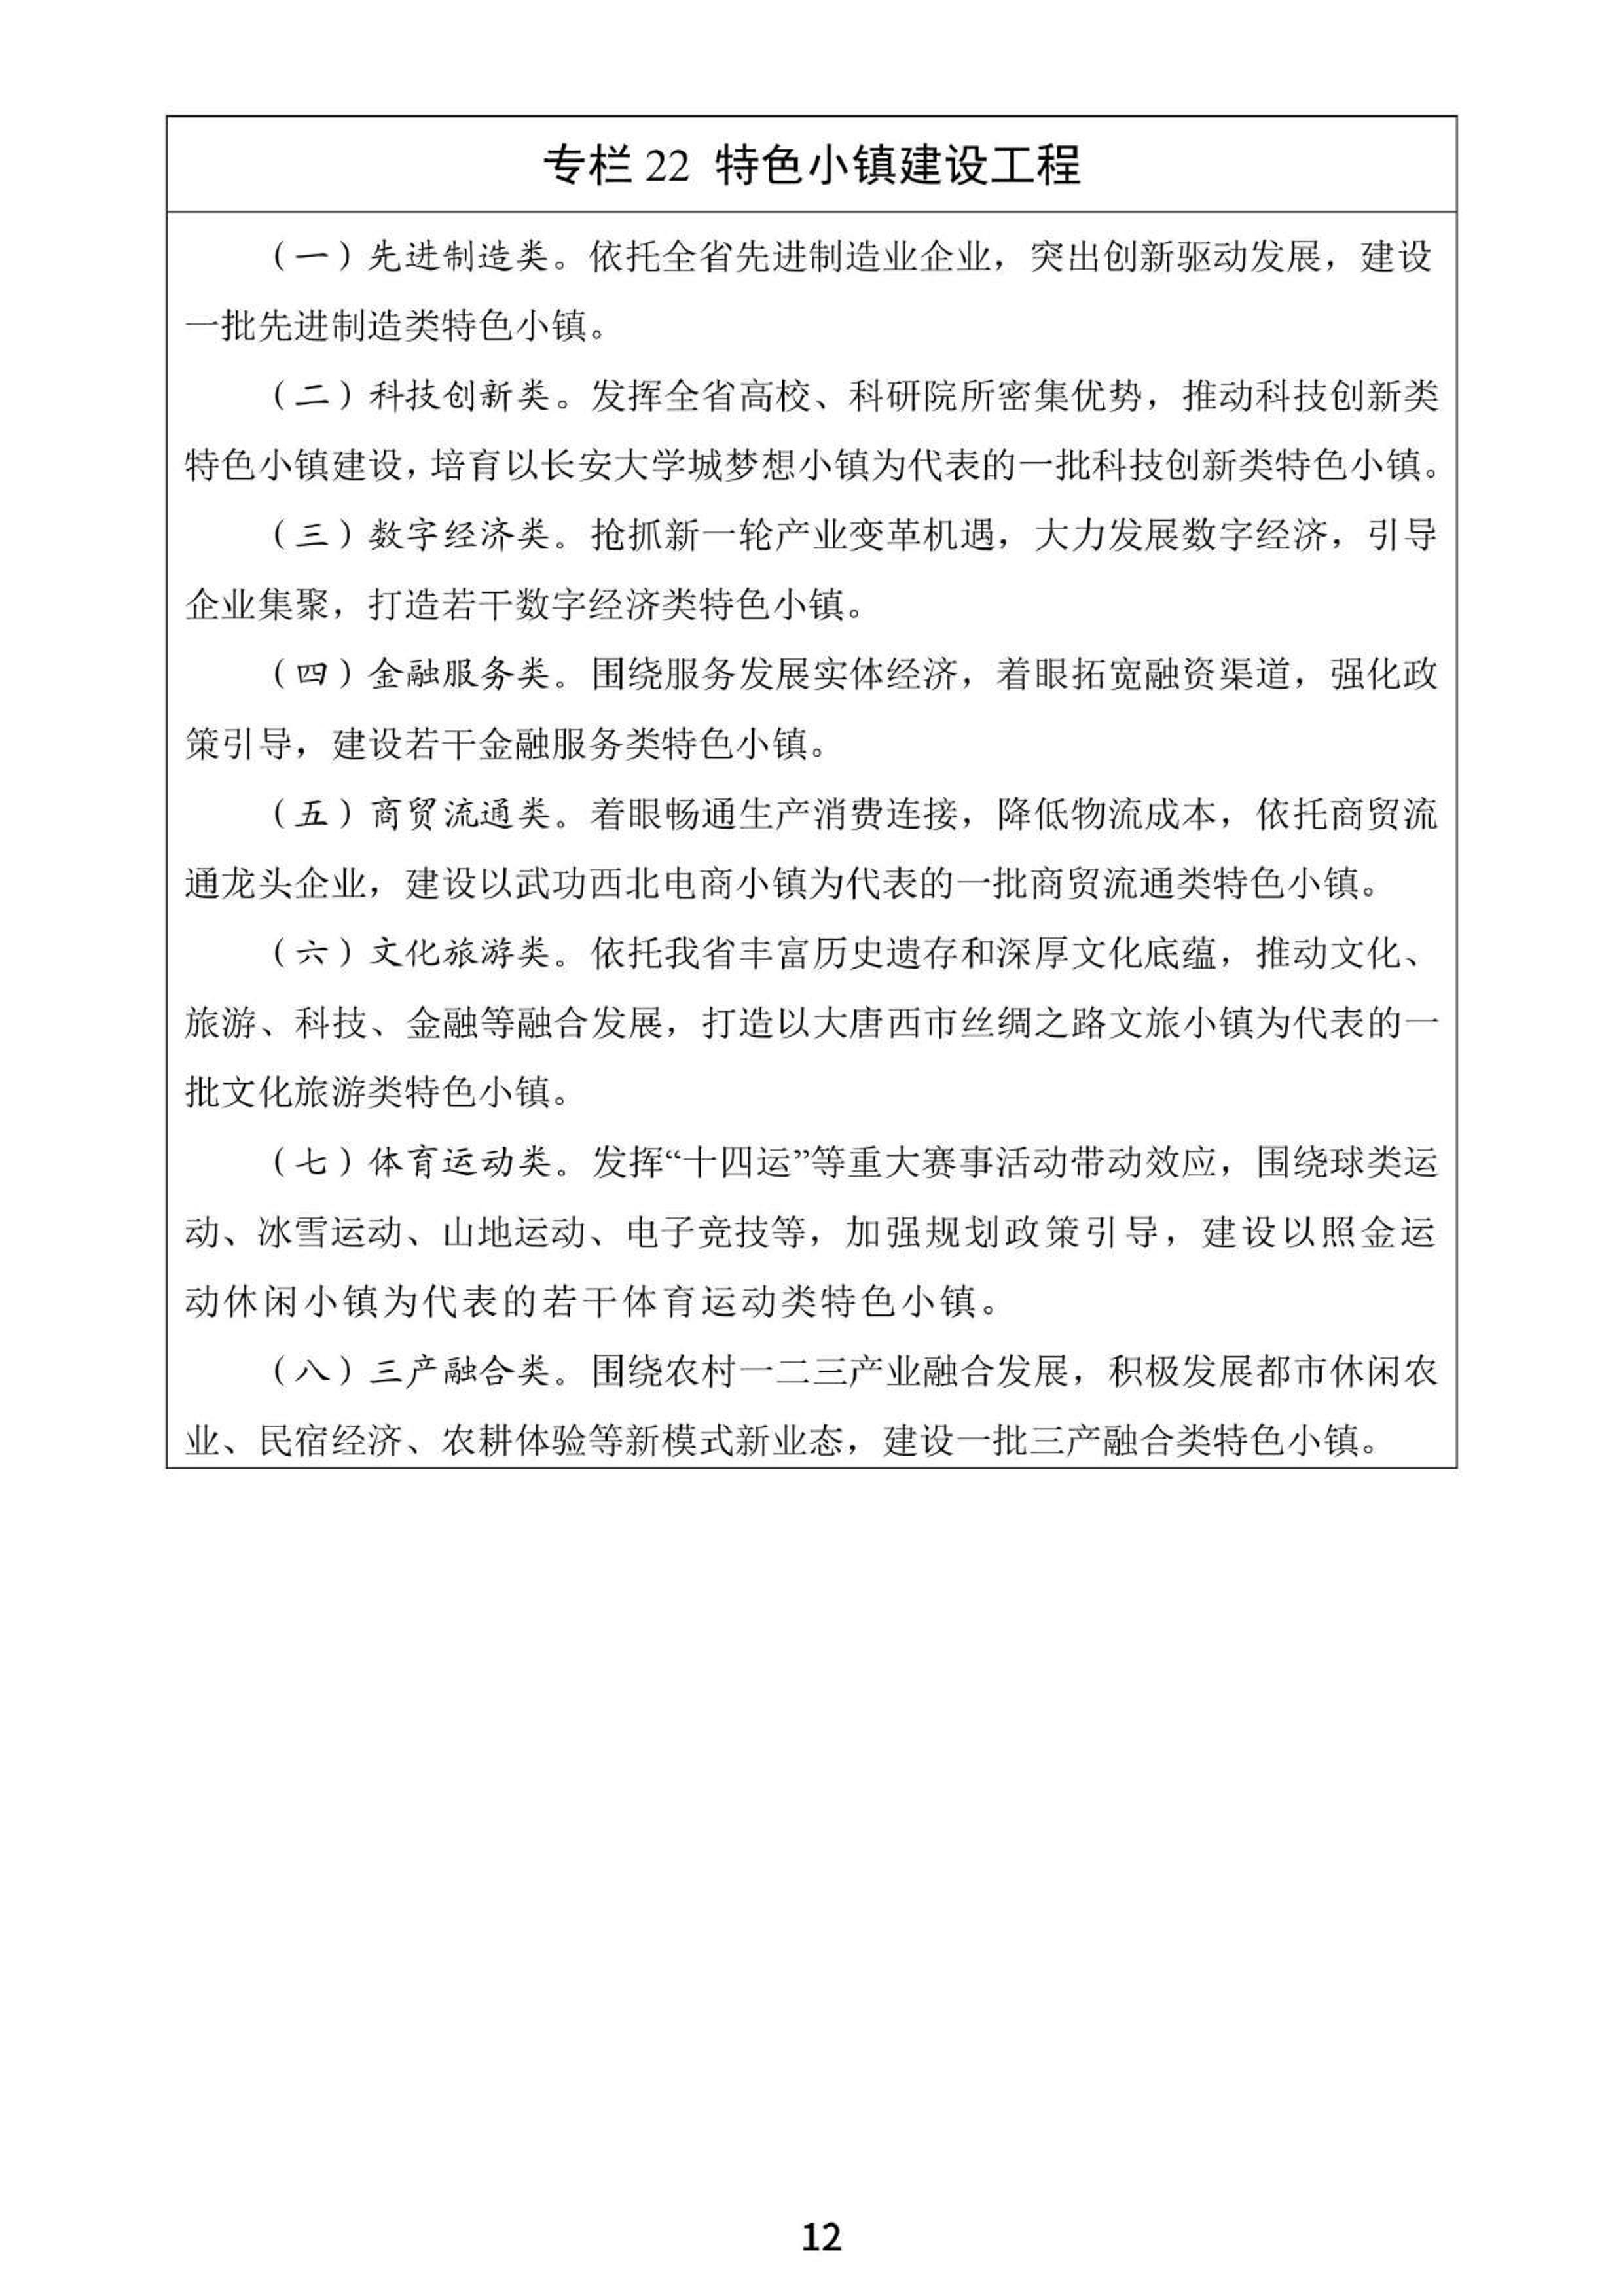 专栏 22 特色小镇建设工程
（一）先进制造类。依托全省先进制造业企业，突出创新驱动发展，建设
一批先进制造类特色小镇。
（二）科技创新类。发挥全省高校、科研院所密集优势，推动科技创新类
特色小镇建设，培育以长安大学城梦想小镇为代表的一批科技创新类特色小镇。
（三）数字经济类。抢抓新一轮产业变革机遇，大力发展数字经济，引导
企业集聚，打造若干数字经济类特色小镇。
（四）金融服务类。围绕服务发展实体经济，着眼拓宽融资渠道，强化政
策引导，建设若干金融服务类特色小镇。
（五）商贸流通类。着眼畅通生产消费连接，降低物流成本，依托商贸流
通龙头企业，建设以武功西北电商小镇为代表的一批商贸流通类特色小镇。
（六）文化旅游类。依托我省丰富历史遗存和深厚文化底蕴，推动文化、
旅游、科技、金融等融合发展，打造以大唐西市丝绸之路文旅小镇为代表的一
批文化旅游类特色小镇。
（七）体育运动类。发挥“十四运”等重大赛事活动带动效应，围绕球类运
动、冰雪运动、山地运动、电子竞技等，加强规划政策引导，建设以照金运
动休闲小镇为代表的若干体育运动类特色小镇。
（八）三产融合类。围绕农村一二三产业融合发展，积极发展都市休闲农
业、民宿经济、农耕体验等新模式新业态，建设一批三产融合类特色小镇。
12